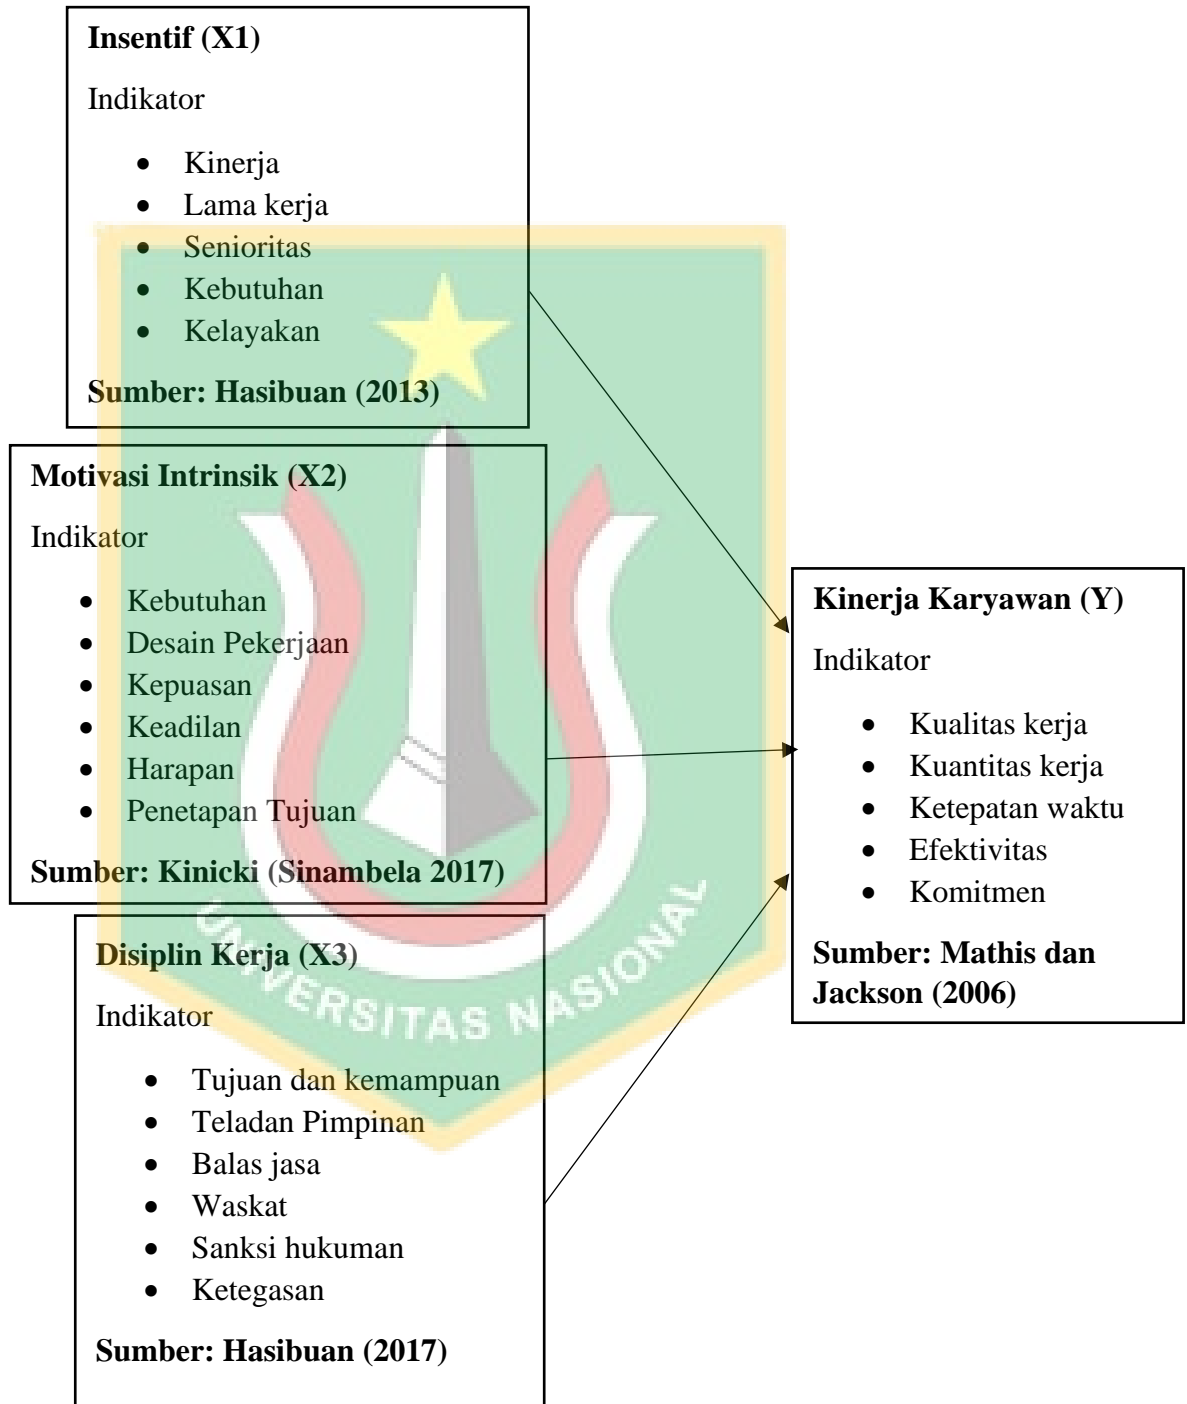 Insentif (X1)
Indikator
• Kinerja
• Lama kerja
• Senioritas
• Kebutuhan
• Kelayakan
Sumber: Hasibuan (2013)
Motivasi Intrinsik (X2)
Indikator
• Kebutuhan
• Desain Pekerjaan
• Kepuasan
• Keadilan
• Harapan
• Penetapan Tujuan
Sumber: Kinicki (Sinambela 2017)
Disiplin Kerja (X3)
Indikator
• Tujuan dan kemampuan
• Teladan Pimpinan
• Balas jasa
• Waskat
• Sanksi hukuman
• Ketegasan
Sumber: Hasibuan (2017)
Kinerja Karyawan (Y)
Indikator
• Kualitas kerja
• Kuantitas kerja
• Ketepatan waktu
• Efektivitas
• Komitmen
Sumber: Mathis dan
Jackson (2006)
UNIVERSITAS NASIONAL